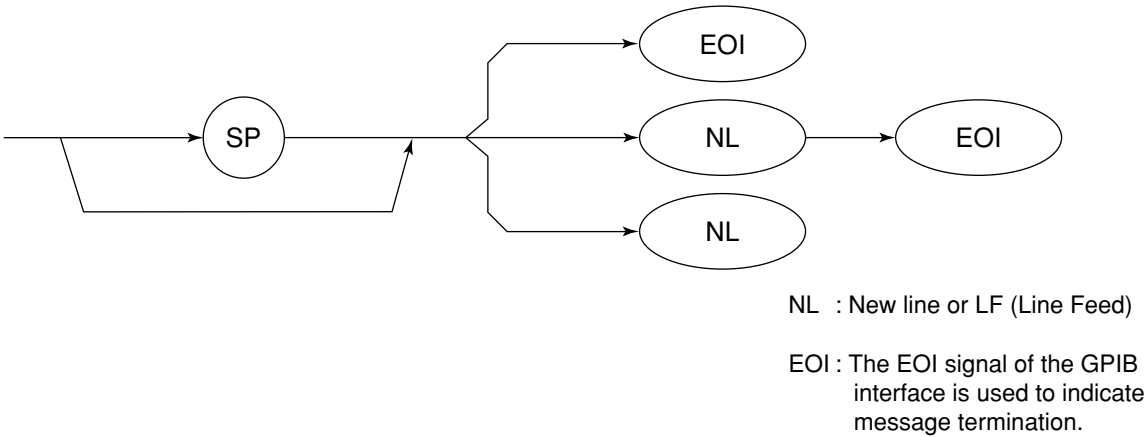 EOI
SP
NL
EOI
NL
NL : New line or LF (Line Feed)
EOI : The EOI signal of the GPIB
interface is used to indicate
message termination.